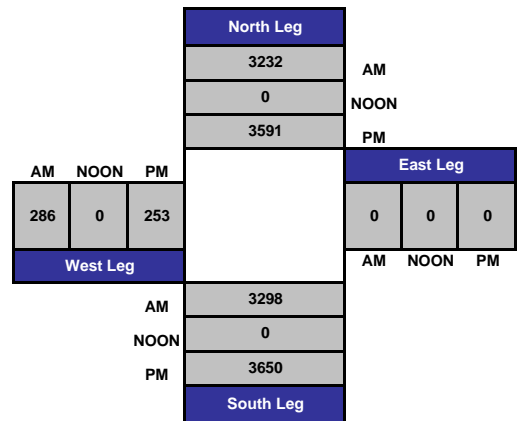 North Leg
3232 AM
0 NOON
3591 PM
East Leg
AM NOON PM
286 0 253
0 0 0
West Leg
AM NOON PM
AM 3298
NOON 0
PM 3650
South Leg